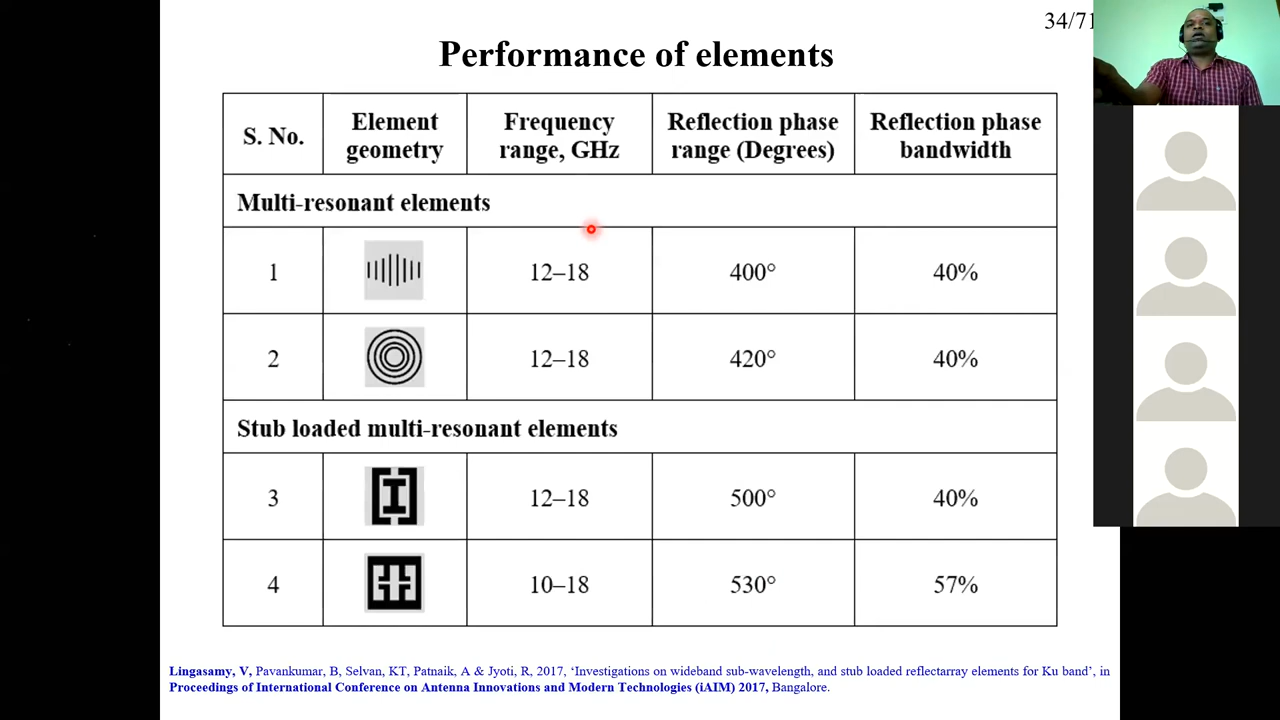 34/71
Performance of elements
S. No.
Element geometry
Frequency range, GHz
Reflection phase range (Degrees)
Reflection phase bandwidth
Multi-resonant elements
1 12–18 400° 40%
2 12–18 420° 40%
Stub loaded multi-resonant elements
3 12–18 500° 40%
4 10–18 530° 57%
Lingasamy, V, Pavankumar, B, Selvan, KT, Patnaik, A & Jyoti, R, 2017, ‘Investigations on wideband sub-wavelength, and stub loaded reflectarray elements for Ku band’, in
Proceedings of International Conference on Antenna Innovations and Modern Technologies (iAIM) 2017, Bangalore.